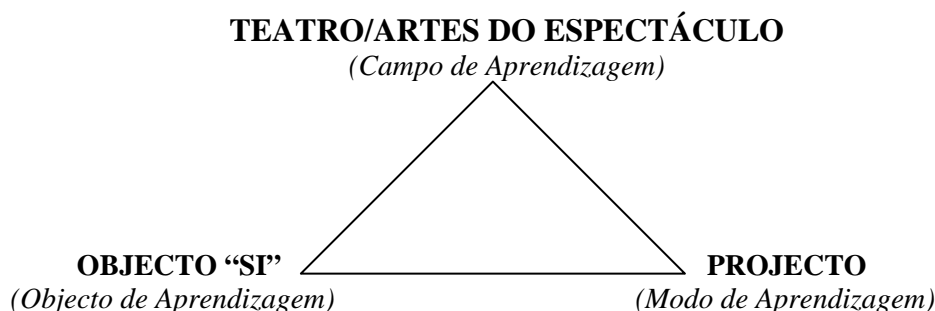 TEATRO/ARTES DO ESPECTÁCULO
(Campo de Aprendizagem)
OBJECTO “SI” PROJECTO
(Objecto de Aprendizagem) (Modo de Aprendizagem)